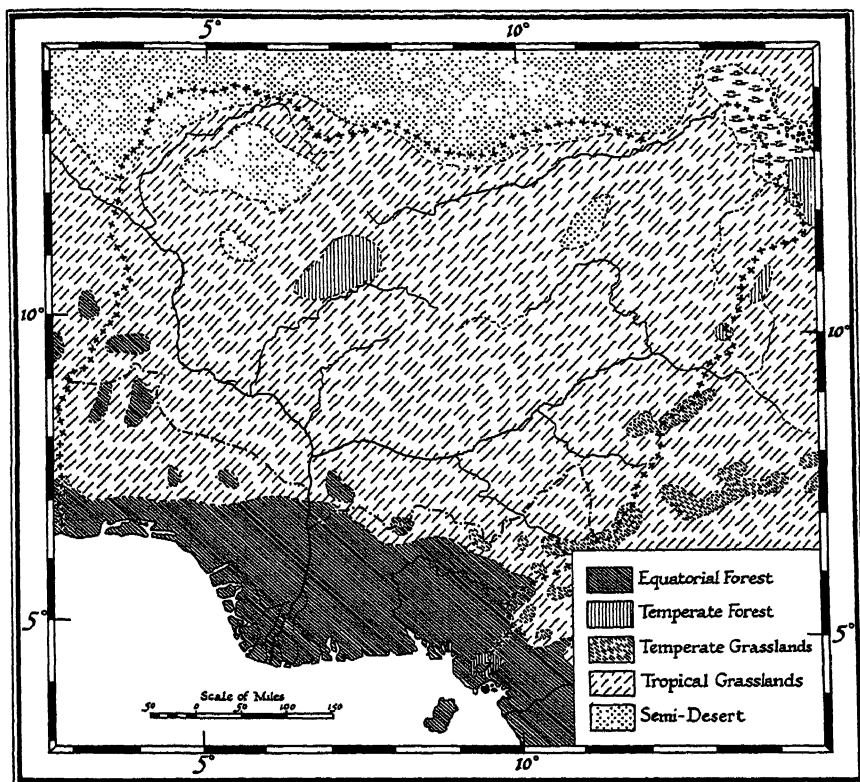 5°
10°
10°
10°
5°
5°
Equatorial Forest
Temperate Forest
Temperate Grasslands
Tropical Grasslands
Semi-Desert
Scale of Miles
50 0 50 100 150
5°
10°